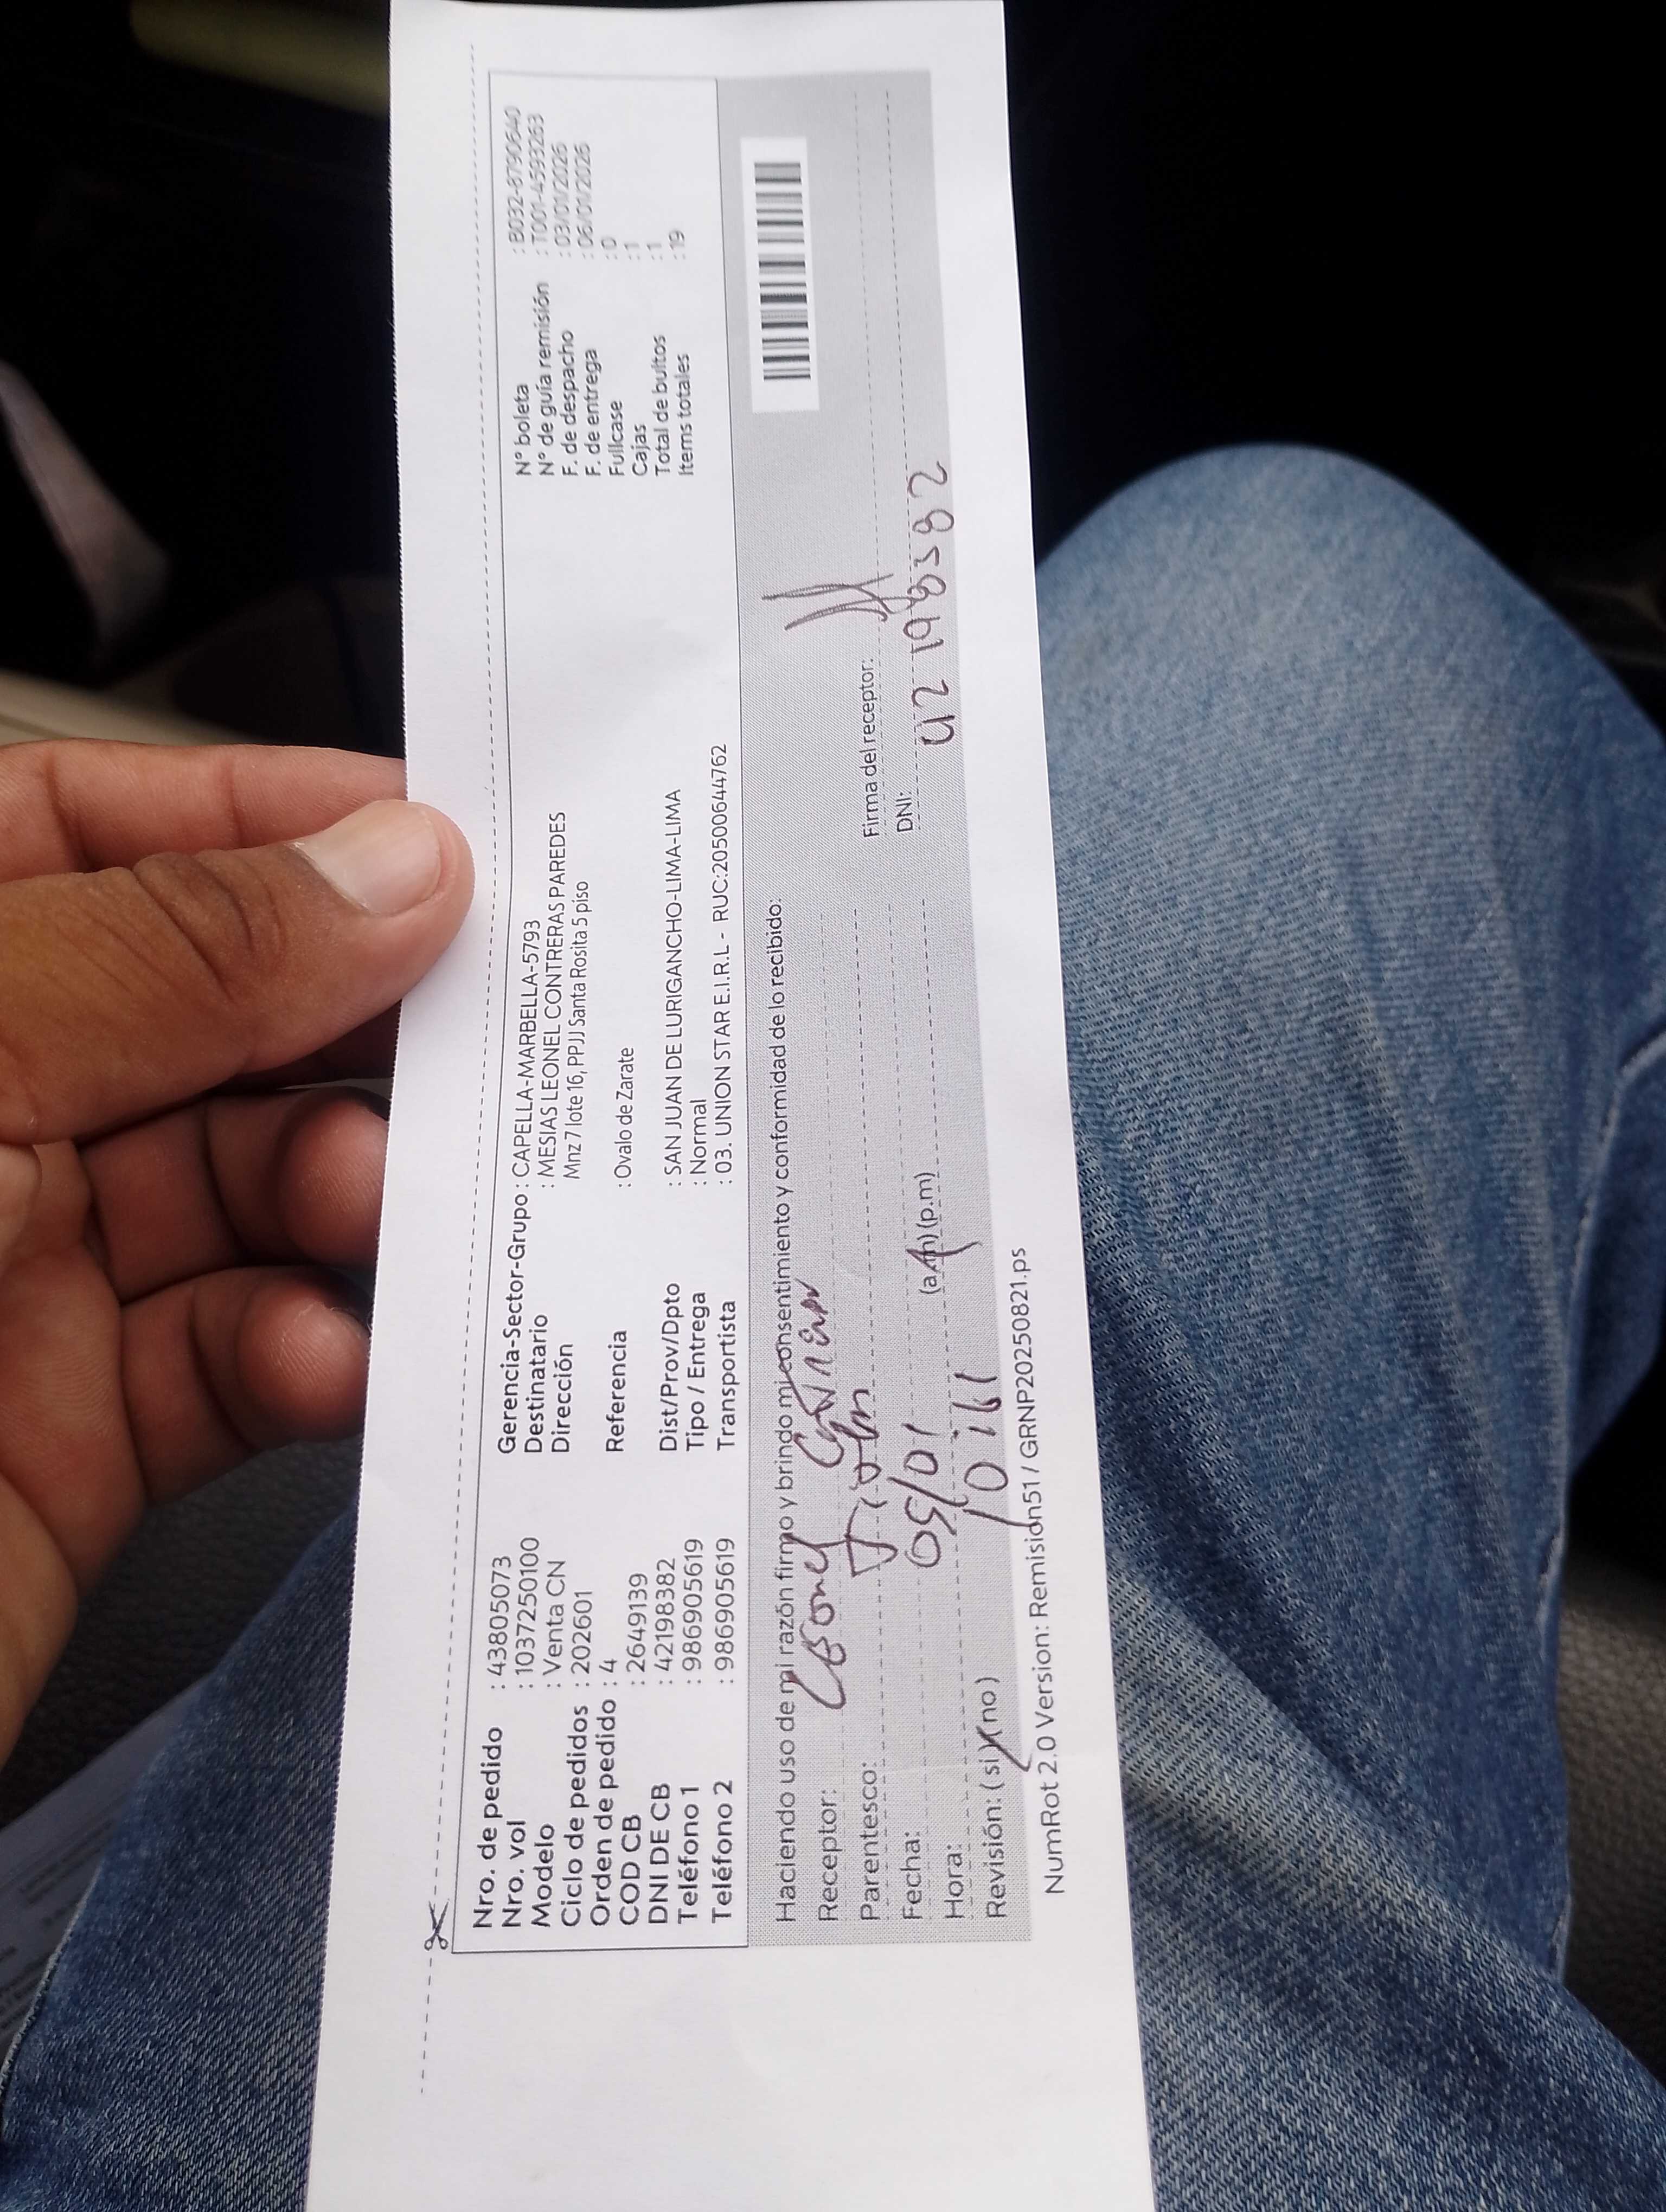 Nro. de pedido : 43805073
Nro. vol : 1037250100
Modelo : Venta CN
Ciclo de pedidos : 202601
Orden de pedido : 4
COD CB : 2649139
DNI DE CB : 42198382
Teléfono 1 : 986905619
Teléfono 2 : 986905619
Gerencia-Sector-Grupo : CAPELLA-MARBELLA-5793
Destinatario : MESIAS LEONEL CONTRERAS PAREDES
Dirección Mnz 7 lote 16, PPJJ Santa Rosita 5 piso
Referencia : Ovalo de Zarate
Dist/Prov/Dpto : SAN JUAN DE LURIGANCHO-LIMA-LIMA
Tipo / Entrega : Normal
Transportista : 03. UNION STAR E.I.R.L - RUC:20500644762
N° boleta : B032-6790640
N° de guía remisión : T001-4593263
F. de despacho : 03/01/2026
F. de entrega : 06/01/2026
Fullcase : 0
Cajas : 1
Total de bultos : 1
Items totales : 19
Haciendo uso de mi razón firmo y brindo mi consentimiento y conformidad de lo recibido:
Receptor: Leonel
Parentesco:
Fecha: 05/01
Hora: (a.m) (p.m)
Revisión: (si) (no)
Firma del receptor:
DNI: 42198382
NumRot 2.0 Version: Remision51 / GRNP20250821.ps